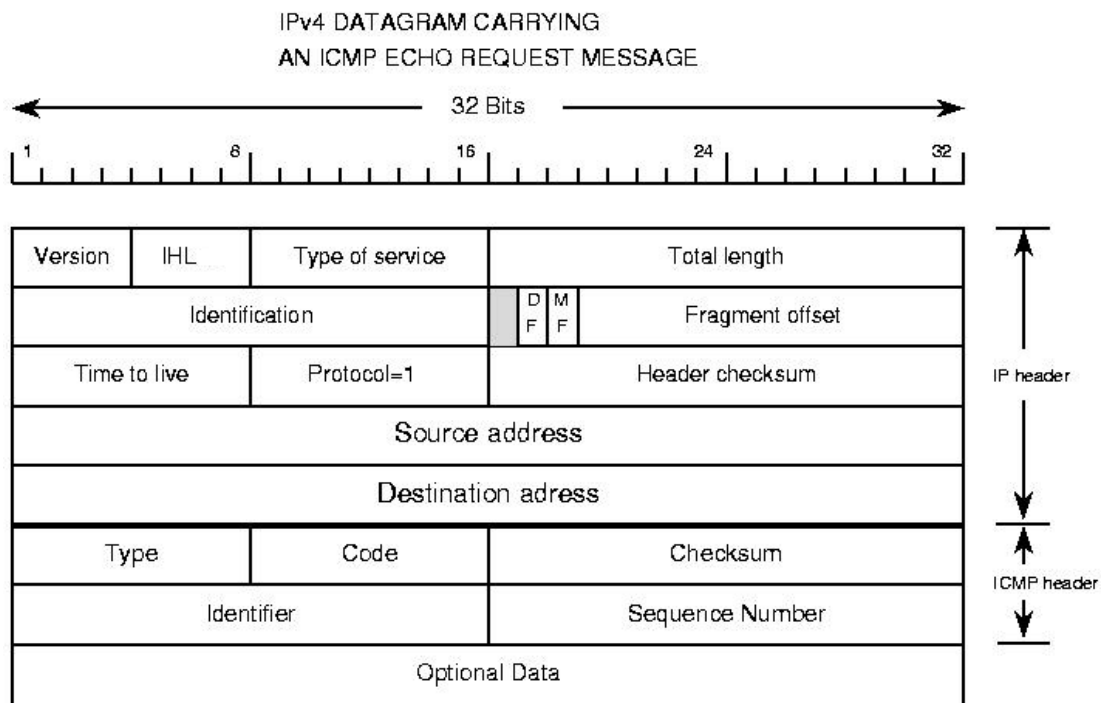 IPv4 DATAGRAM CARRYING
AN ICMP ECHO REQUEST MESSAGE
32 Bits
1 8 16 24 32
Version IHL Type of service Total length
Identification DF MF Fragment offset
Time to live Protocol=1 Header checksum
IP header
Source address
Destination adress
Type Code Checksum
ICMP header
Identifier Sequence Number
Optional Data